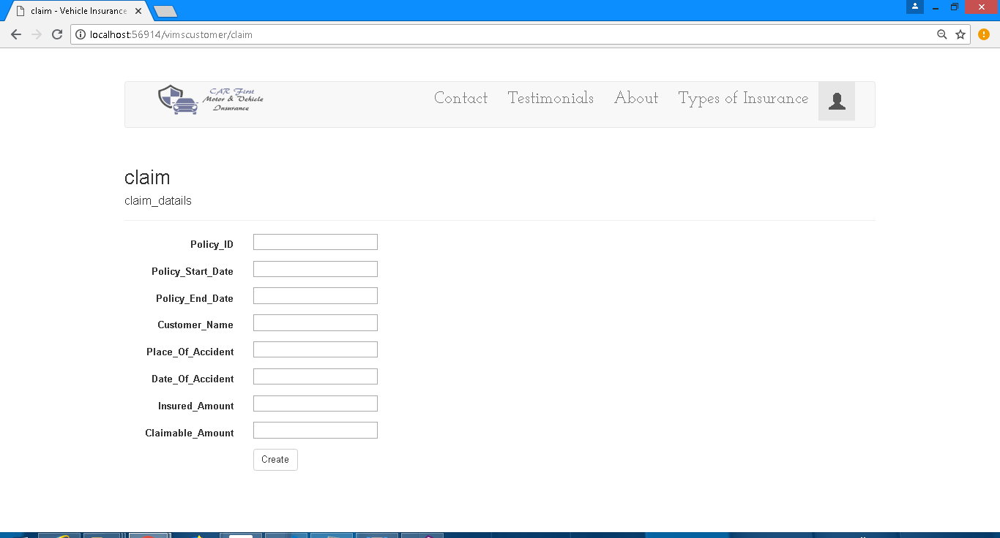 claim - Vehicle Insurance
localhost:56914/vimscustomer/claim
CAR First
Motor & Vehicle
Insurance
Contact Testimonials About Types of Insurance
claim
claim_datails
Policy_ID
Policy_Start_Date
Policy_End_Date
Customer_Name
Place_Of_Accident
Date_Of_Accident
Insured_Amount
Claimable_Amount
Create